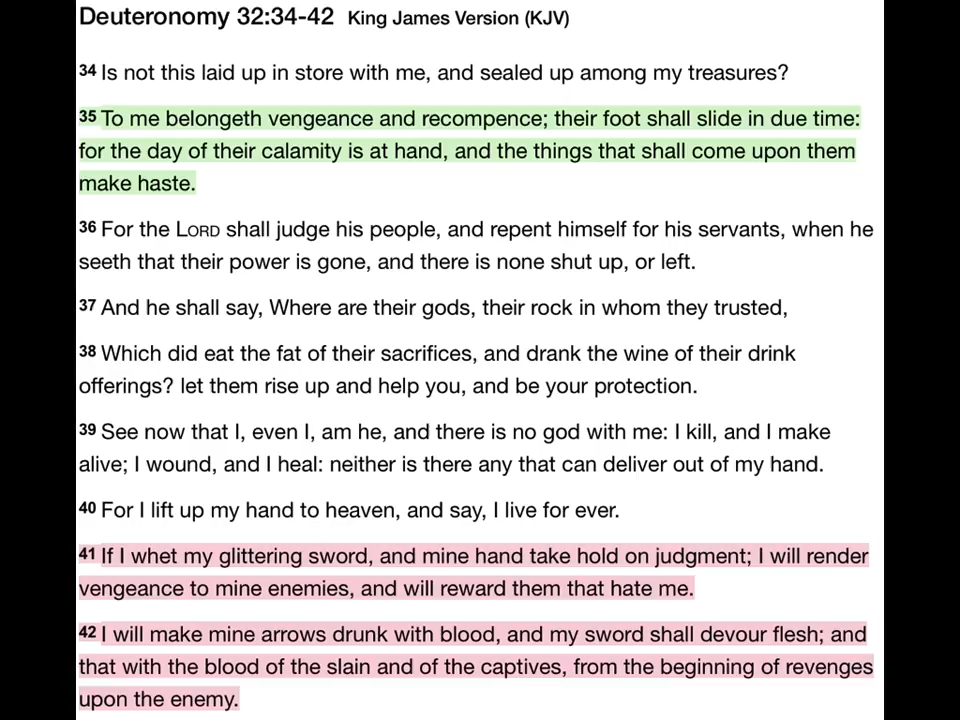 Deuteronomy 32:34-42 King James Version (KJV)
34 Is not this laid up in store with me, and sealed up among my treasures?
35 To me belongeth vengeance and recompence; their foot shall slide in due time:
for the day of their calamity is at hand, and the things that shall come upon them
make haste.
36 For the LORD shall judge his people, and repent himself for his servants, when he
seeth that their power is gone, and there is none shut up, or left.
37 And he shall say, Where are their gods, their rock in whom they trusted,
38 Which did eat the fat of their sacrifices, and drank the wine of their drink
offerings? let them rise up and help you, and be your protection.
39 See now that I, even I, am he, and there is no god with me: I kill, and I make
alive; I wound, and I heal: neither is there any that can deliver out of my hand.
40 For I lift up my hand to heaven, and say, I live for ever.
41 If I whet my glittering sword, and mine hand take hold on judgment; I will render
vengeance to mine enemies, and will reward them that hate me.
42 I will make mine arrows drunk with blood, and my sword shall devour flesh; and
that with the blood of the slain and of the captives, from the beginning of revenges
upon the enemy.